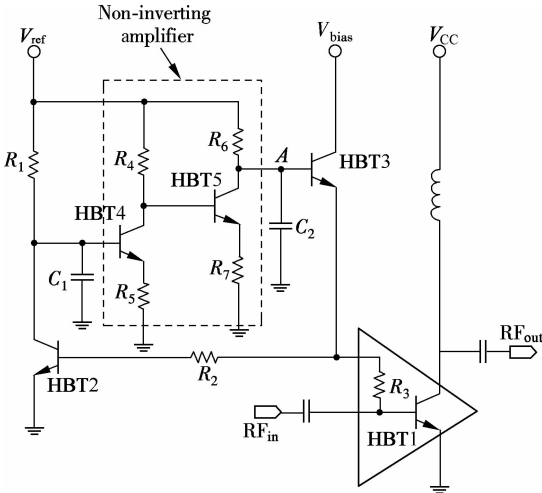 Non-inverting
amplifier
V_ref
V_bias
V_CC
R_1
R_4
R_6
A
HBT3
HBT5
HBT4
C_1
R_5
R_7
C_2
HBT2
R_2
R_3
RF_in
HBT1
RF_out